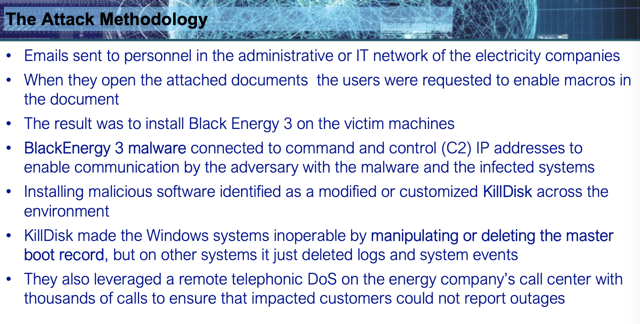 The Attack Methodology
• Emails sent to personnel in the administrative or IT network of the electricity companies
• When they open the attached documents the users were requested to enable macros in
the document
• The result was to install Black Energy 3 on the victim machines
• BlackEnergy 3 malware connected to command and control (C2) IP addresses to
enable communication by the adversary with the malware and the infected systems
• Installing malicious software identified as a modified or customized KillDisk across the
environment
• KillDisk made the Windows systems inoperable by manipulating or deleting the master
boot record, but on other systems it just deleted logs and system events
• They also leveraged a remote telephonic DoS on the energy company's call center with
thousands of calls to ensure that impacted customers could not report outages